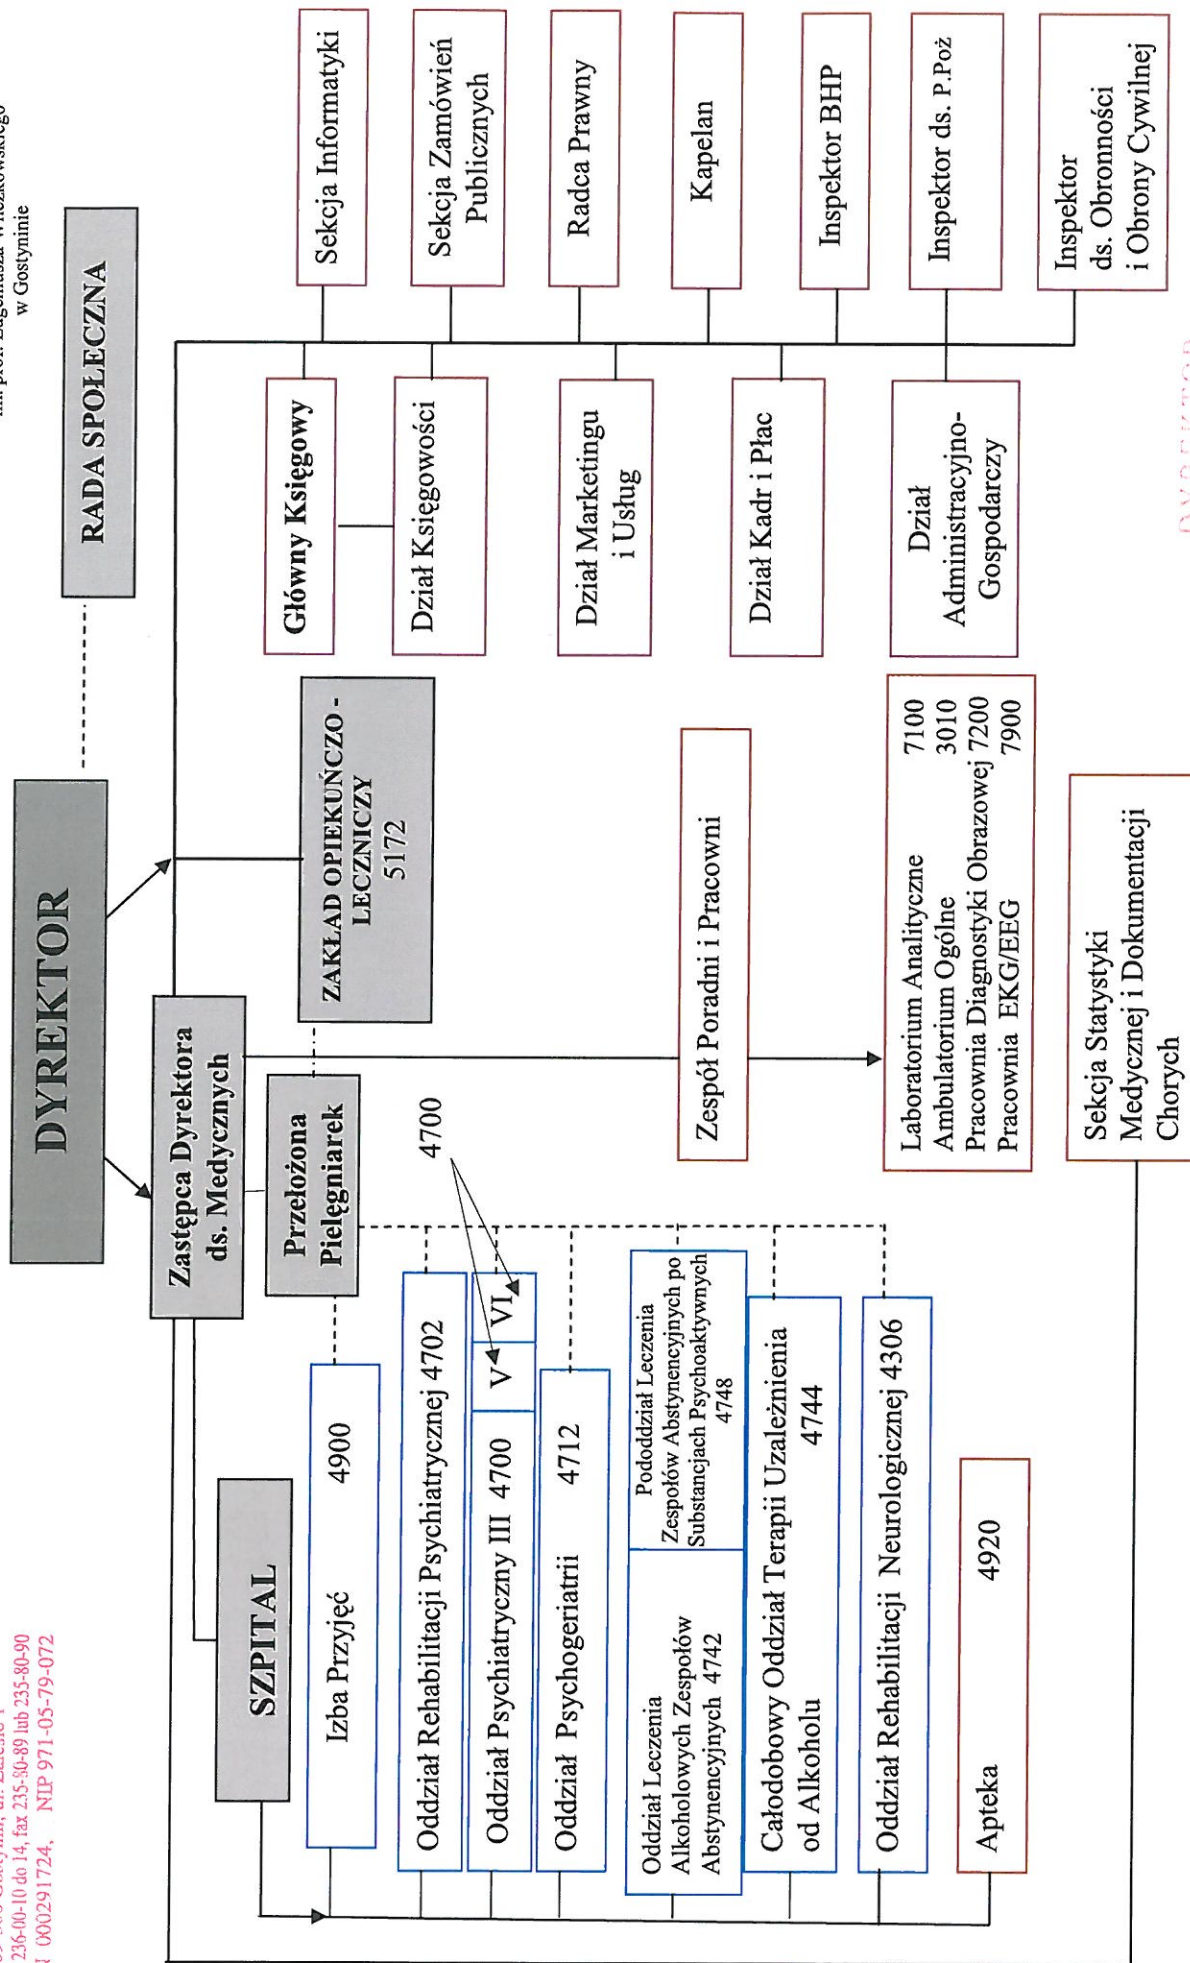 236-00-10 do 14, fax 235-80-89 lub 235-80-90
000291724, NIP 971-05-79-072
w Gostyninie
DYREKTOR
RADA SPOŁECZNA
Zastępca Dyrektora
ds. Medycznych
SZPITAL
Przełożona
Pielęgniarek
ZAKŁAD OPIEKUŃCZO -
LECZNICZY
5172
Izba Przyjęć 4900
Oddział Rehabilitacji Psychiatrycznej 4702
Oddział Psychiatryczny III 4700
V
VI
4700
Oddział Psychogeriatrii 4712
Oddział Leczenia
Alkoholowych Zespołów
Abstynencyjnych 4742
Pododdział Leczenia
Zespołów Abstynencyjnych po
Substancjach Psychoaktywnych
4748
Całodobowy Oddział Terapii Uzależnienia
od Alkoholu 4744
Oddział Rehabilitacji Neurologicznej 4306
Apteka 4920
Zespół Poradni i Pracowni
Laboratorium Analityczne 7100
Ambulatorium Ogólne 3010
Pracownia Diagnostyki Obrazowej 7200
Pracownia EKG/EEG 7900
Sekcja Statystyki
Medycznej i Dokumentacji
Chorych
Główny Księgowy
Dział Księgowości
Dział Marketingu
i Usług
Dział Kadr i Płac
Dział
Administracyjno-
Gospodarczy
Sekcja Informatyki
Sekcja Zamówień
Publicznych
Radca Prawny
Kapelan
Inspektor BHP
Inspektor ds. P.Poż
Inspektor
ds. Obronności
i Obrony Cywilnej